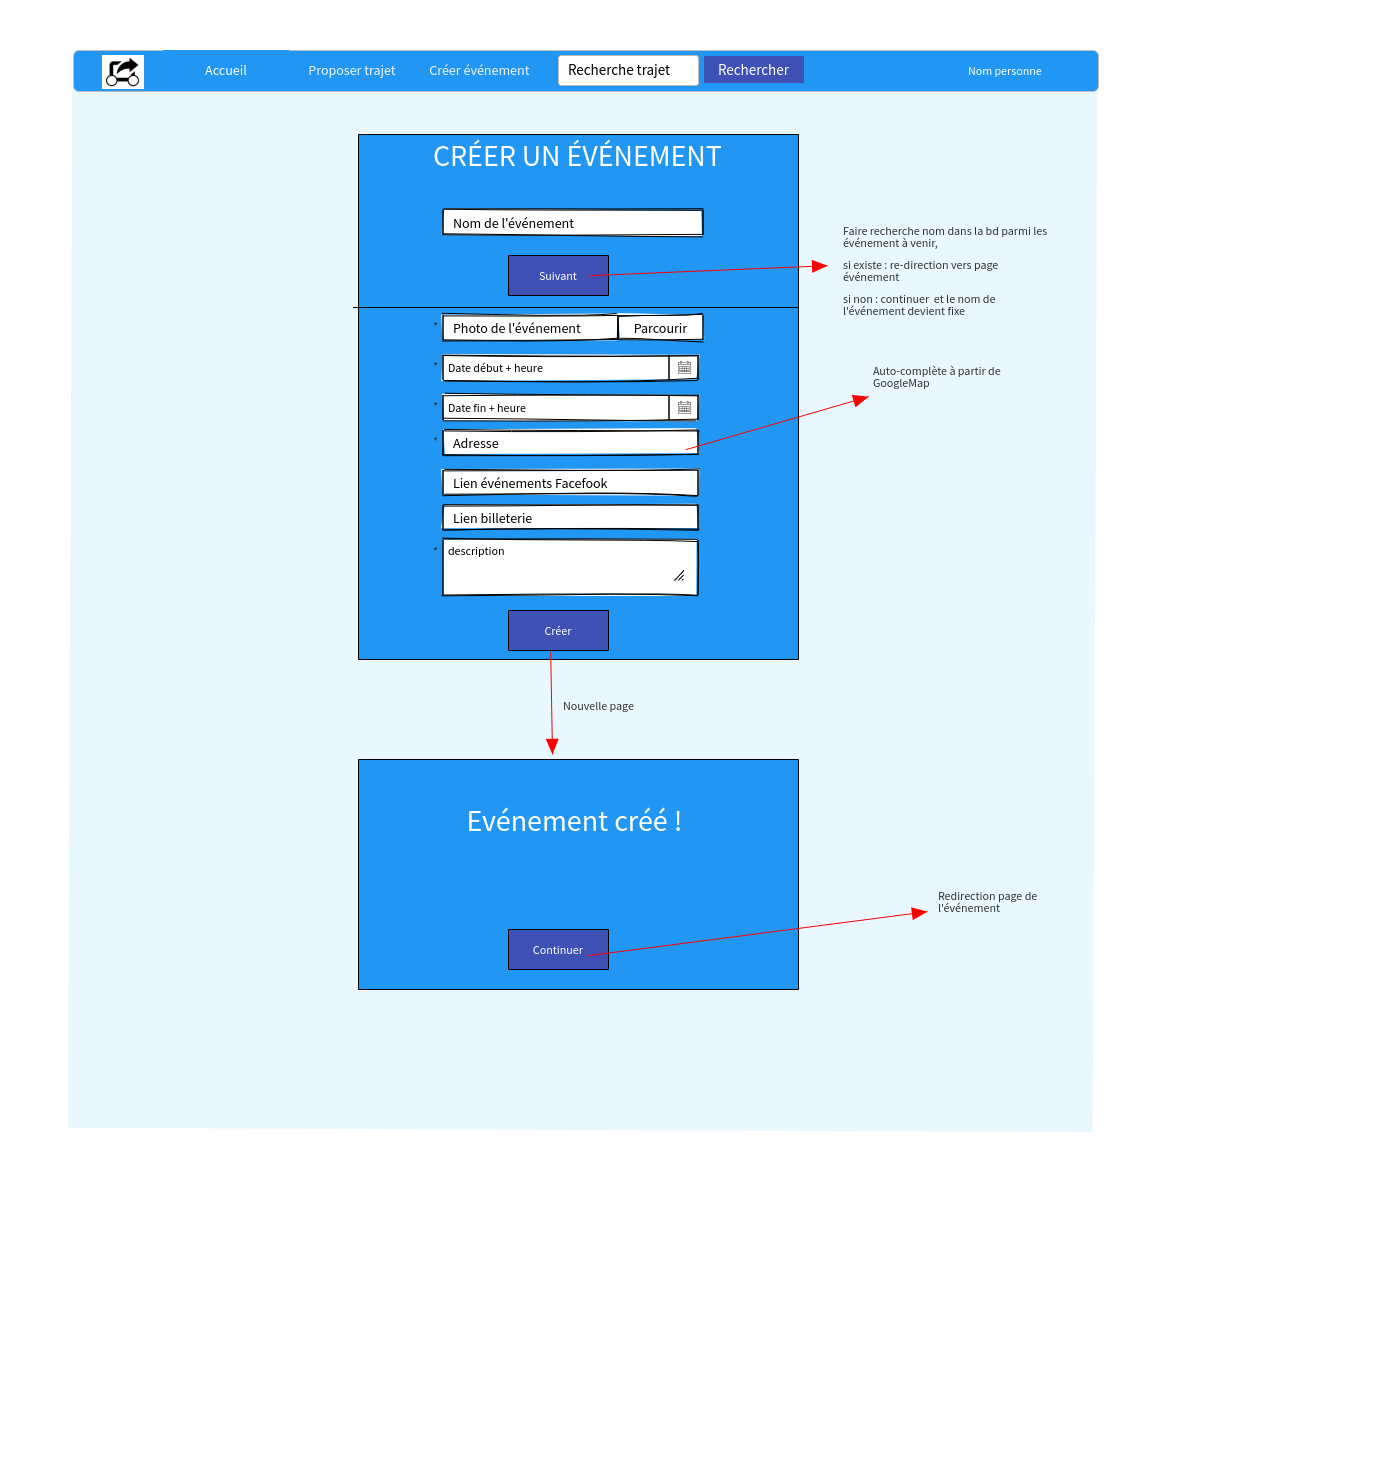 Accueil
Proposer trajet
Créer événement
Recherche trajet
Rechercher
Nom personne
CRÉER UN ÉVÉNEMENT
Nom de l'événement
Suivant
Faire recherche nom dans la bd parmi les
événement à venir,
si existe : re-direction vers page
événement
si non : continuer et le nom de
l'événement devient fixe
* Photo de l'événement
Parcourir
* Date début + heure
Auto-complète à partir de
GoogleMap
* Date fin + heure
* Adresse
Lien événements Facefook
Lien billeterie
* description
Créer
Nouvelle page
Evénement créé !
Redirection page de
l'événement
Continuer